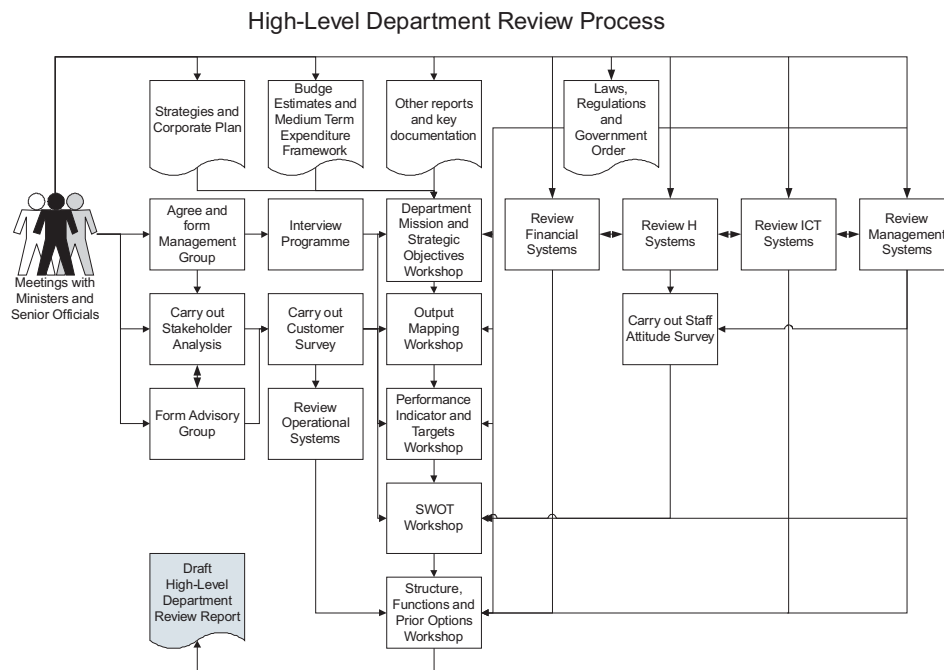 High-Level Department Review Process
Strategies and
Corporate Plan
Budge
Estimates and
Medium Term
Expenditure
Framework
Other reports
and key
documentation
Laws,
Regulations
and
Government
Order
Meetings with
Ministers and
Senior Officials
Agree and
form
Management
Group
Interview
Programme
Department
Mission and
Strategic
Objectives
Workshop
Review
Financial
Systems
Review H
Systems
Review ICT
Systems
Review
Management
Systems
Carry out
Stakeholder
Analysis
Carry out
Customer
Survey
Output
Mapping
Workshop
Carry out Staff
Attitude Survey
Form Advisory
Group
Review
Operational
Systems
Performance
Indicator and
Targets
Workshop
SWOT
Workshop
Draft
High-Level
Department
Review Report
Structure,
Functions and
Prior Options
Workshop